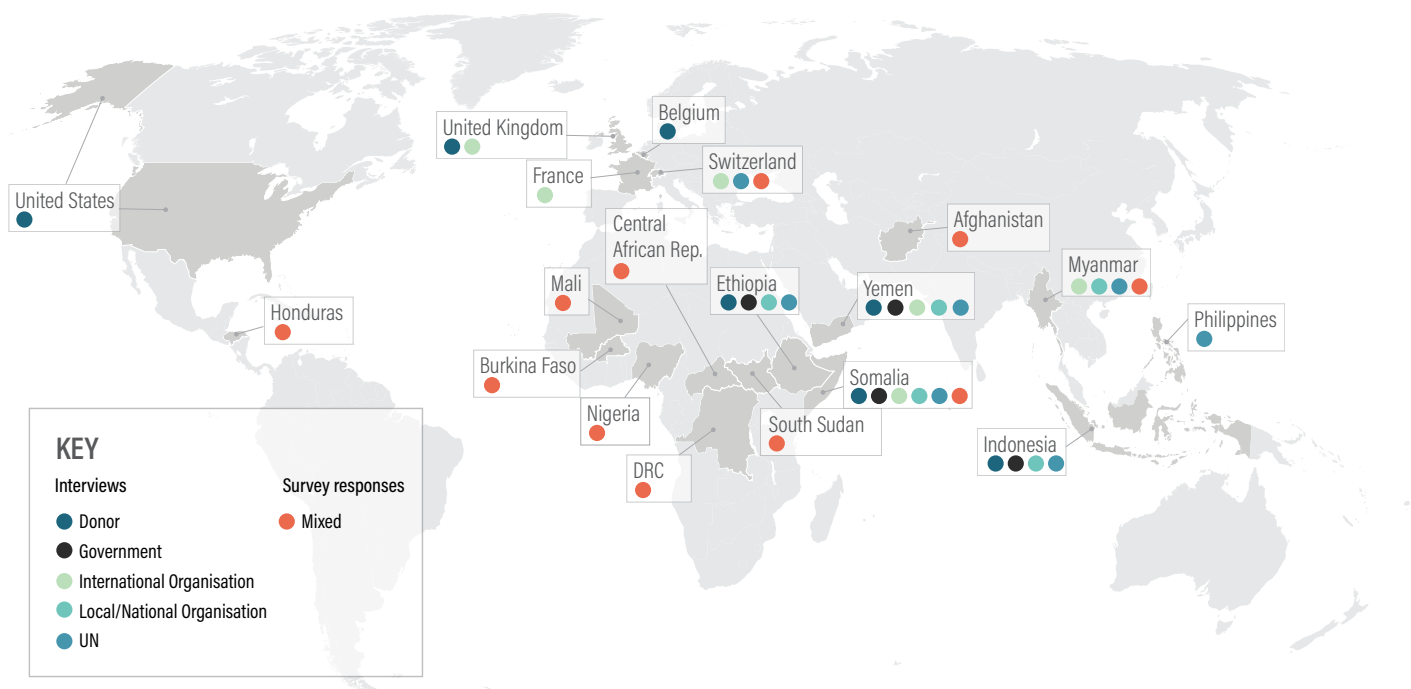 Belgium
United Kingdom
Switzerland
France
United States
Central
African Rep.
Afghanistan
Mali
Ethiopia
Yemen
Myanmar
Honduras
Philippines
Burkina Faso
Somalia
Nigeria
South Sudan
Indonesia
DRC
KEY
Interviews
Donor
Government
International Organisation
Local/National Organisation
UN
Survey responses
Mixed